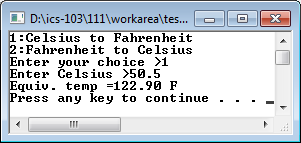 D:\ics-103\111\workarea\tes...
1:Celsius to Fahrenheit
2:Fahrenheit to Celsius
Enter your choice >1
Enter Celsius >50.5
Equiv. temp =122.90 F
Press any key to continue . . . _